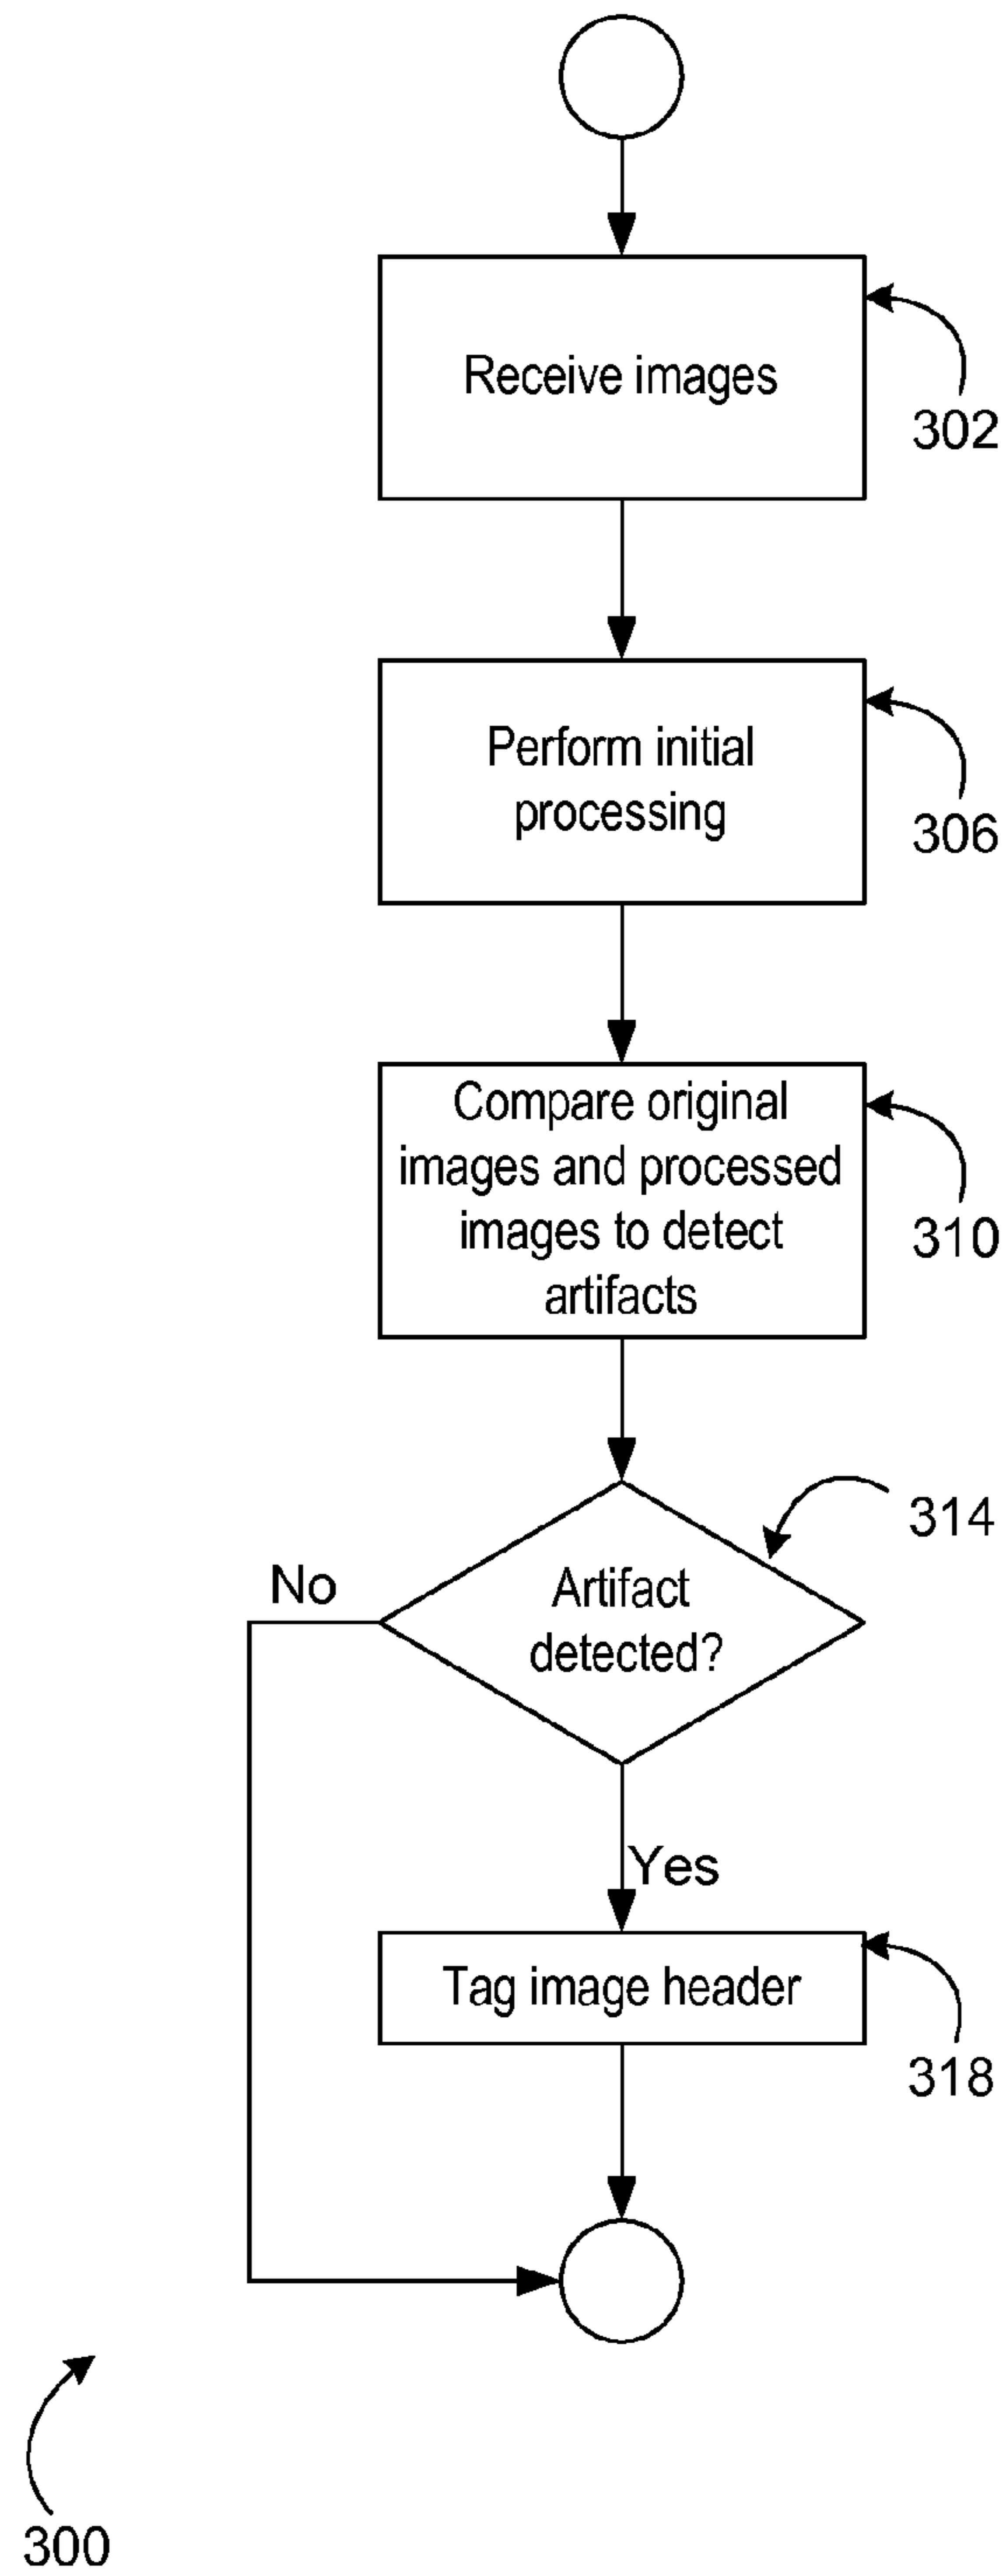 Receive images
302
Perform initial
processing
306
Compare original
images and processed
images to detect
artifacts
310
314
No
Artifact
detected?
Yes
Tag image header
318
300